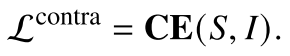 ℒ^contra = CE(S, I).